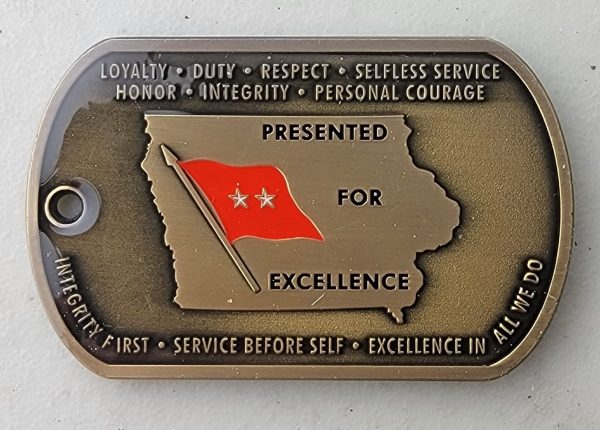 LOYALTY • DUTY • RESPECT • SELFLESS SERVICE
HONOR • INTEGRITY • PERSONAL COURAGE
PRESENTED
FOR
EXCELLENCE
INTEGRITY FIRST • SERVICE BEFORE SELF • EXCELLENCE IN ALL WE DO